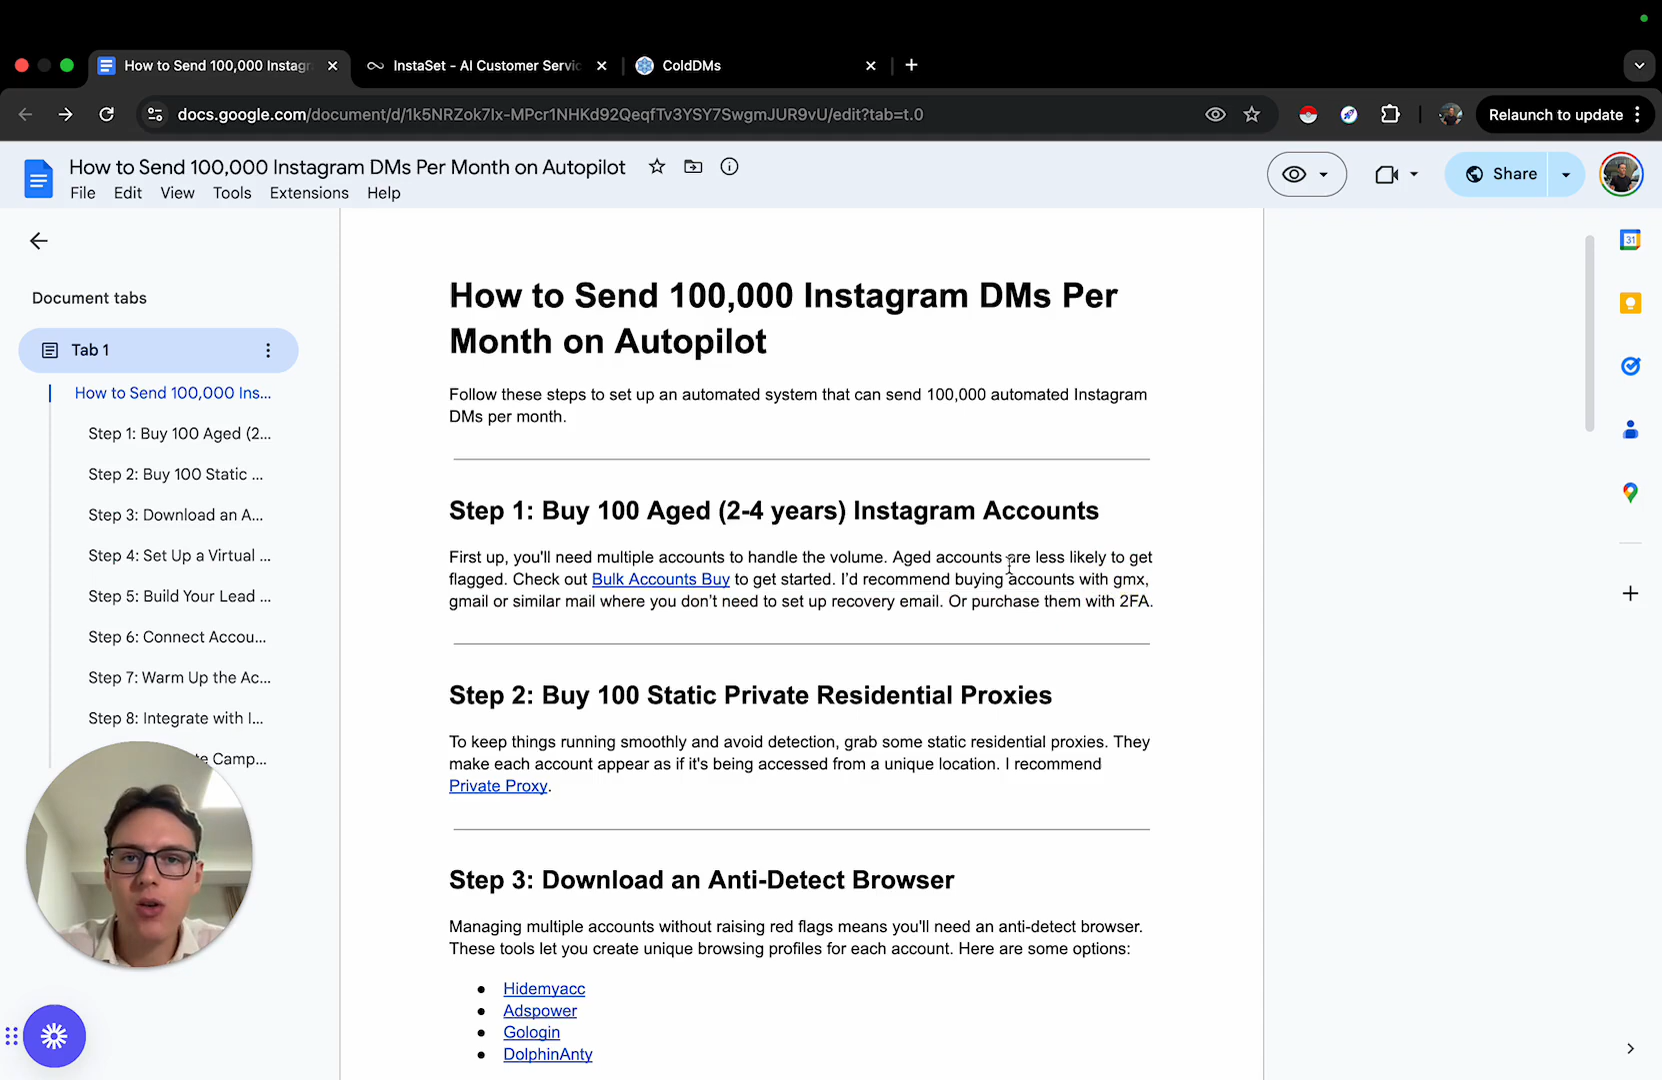 How to Send 100,000 Instagr
InstaSet - AI Customer Servic
ColdDMs
docs.google.com/document/d/1k5NRZok7Ix-MPcr1NHKd92QeqfTv3YSY7SwgmJUR9vU/edit?tab=t.0
Relaunch to update
How to Send 100,000 Instagram DMs Per Month on Autopilot
File Edit View Tools Extensions Help
Share
31
Document tabs
Tab 1
How to Send 100,000 Ins...
Step 1: Buy 100 Aged (2...
Step 2: Buy 100 Static ...
Step 3: Download an A...
Step 4: Set Up a Virtual ...
Step 5: Build Your Lead ...
Step 6: Connect Accou...
Step 7: Warm Up the Ac...
Step 8: Integrate with I...
te Camp...
How to Send 100,000 Instagram DMs Per
Month on Autopilot
Follow these steps to set up an automated system that can send 100,000 automated Instagram
DMs per month.
Step 1: Buy 100 Aged (2-4 years) Instagram Accounts
First up, you'll need multiple accounts to handle the volume. Aged accounts are less likely to get
flagged. Check out Bulk Accounts Buy to get started. I'd recommend buying accounts with gmx,
gmail or similar mail where you don't need to set up recovery email. Or purchase them with 2FA.
Step 2: Buy 100 Static Private Residential Proxies
To keep things running smoothly and avoid detection, grab some static residential proxies. They
make each account appear as if it's being accessed from a unique location. I recommend
Private Proxy.
Step 3: Download an Anti-Detect Browser
Managing multiple accounts without raising red flags means you'll need an anti-detect browser.
These tools let you create unique browsing profiles for each account. Here are some options:
• Hidemyacc
• Adspower
• Gologin
• DolphinAnty